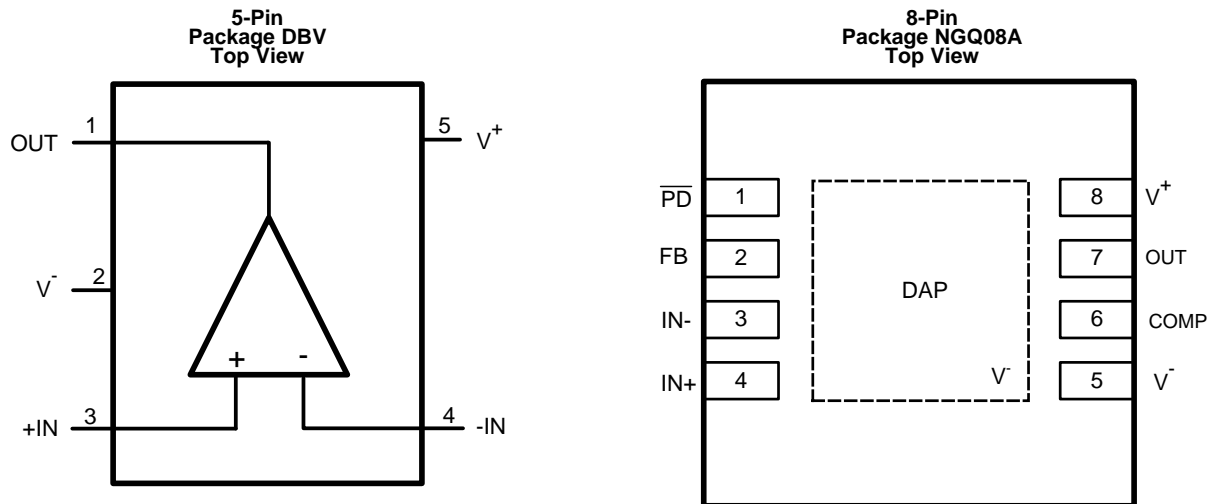 5-Pin
Package DBV
Top View
OUT
1
5
V+
V-
2
+
-
+IN
3
4
-IN
8-Pin
Package NGQ08A
Top View
PD
1
8
V+
FB
2
7
OUT
DAP
IN-
3
6
COMP
IN+
4
V-
5
V-